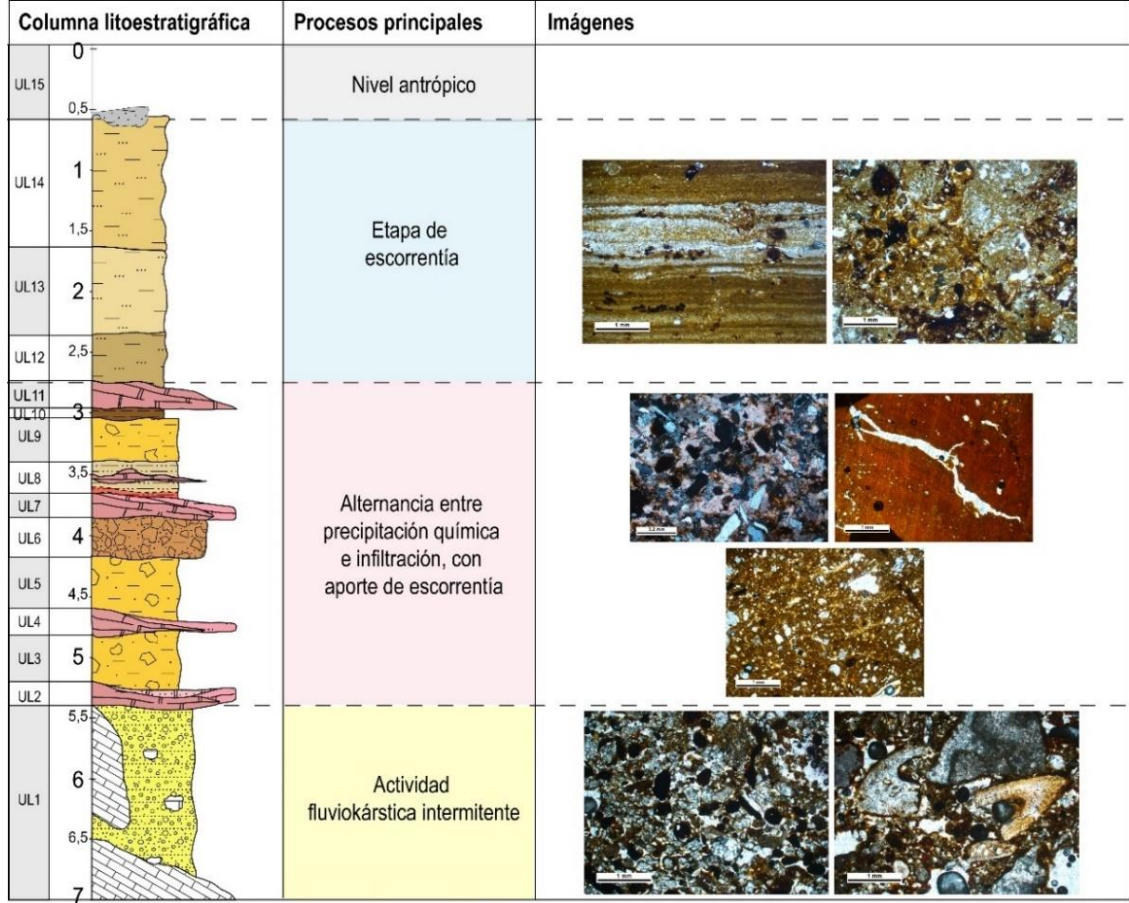 Columna litoestratigráfica
Procesos principales
Imágenes
0
UL15
Nivel antrópico
0,5
1
UL14
1,5
Etapa de
escorrentía
1 mm
1 mm
UL13
2
UL12
2,5
UL11
3
UL10
UL9
3,5
UL8
UL7
4
UL6
UL5
4,5
UL4
5
UL3
UL2
Alternancia entre
precipitación química
e infiltración, con
aporte de escorrentía
1 mm
1 mm
5,5
6
UL1
6,5
7
Actividad
fluviokárstica intermitente
1 mm
1 mm